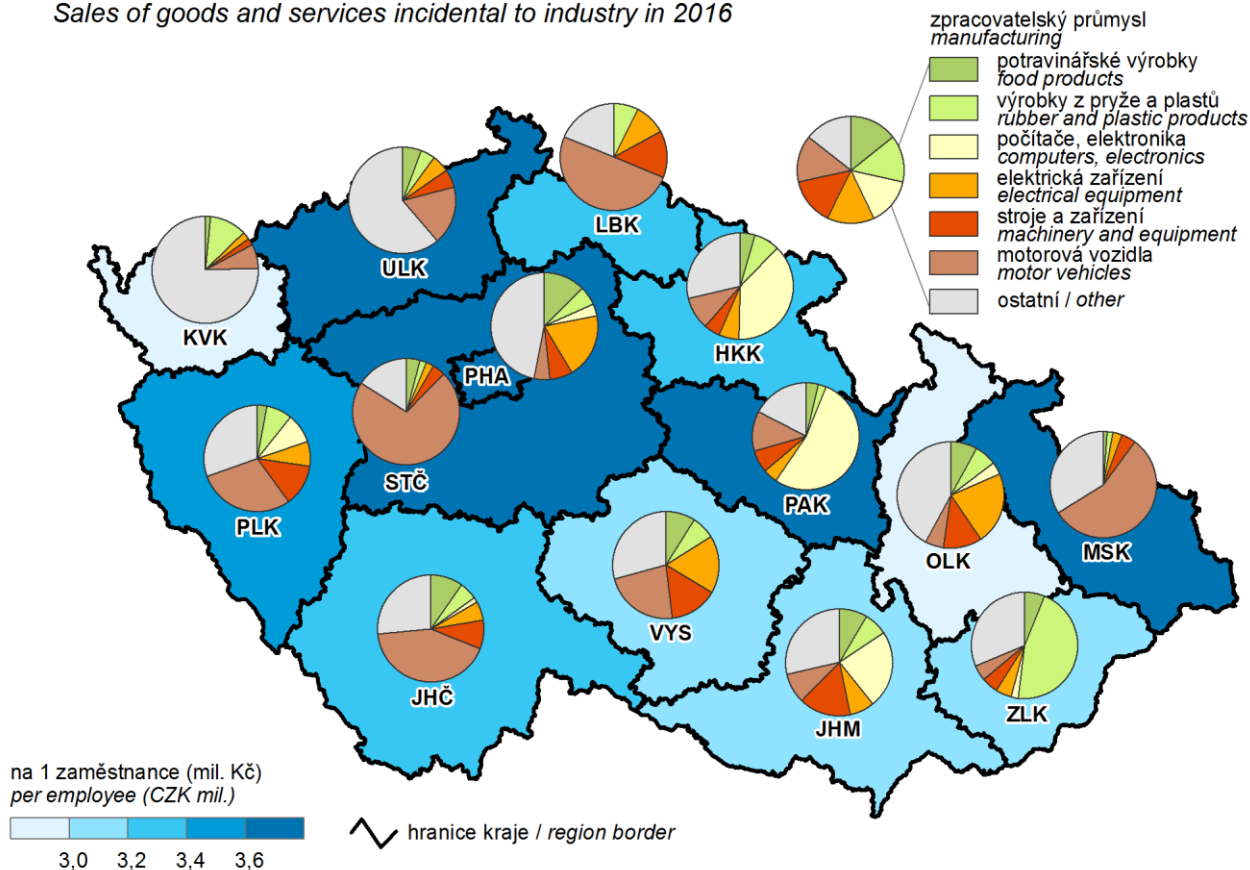 Sales of goods and services incidental to industry in 2016
zpracovatelský průmysl
manufacturing
potravinářské výrobky
food products
výrobky z pryže a plastů
rubber and plastic products
počítače, elektronika
computers, electronics
elektrická zařízení
electrical equipment
stroje a zařízení
machinery and equipment
motorová vozidla
motor vehicles
ostatní / other
LBK
ULK
KVK
HKK
PHA
STČ
PLK
PAK
OLK
MSK
JHČ
VYS
JHM
ZLK
na 1 zaměstnance (mil. Kč)
per employee (CZK mil.)
3,0 3,2 3,4 3,6
hranice kraje / region border